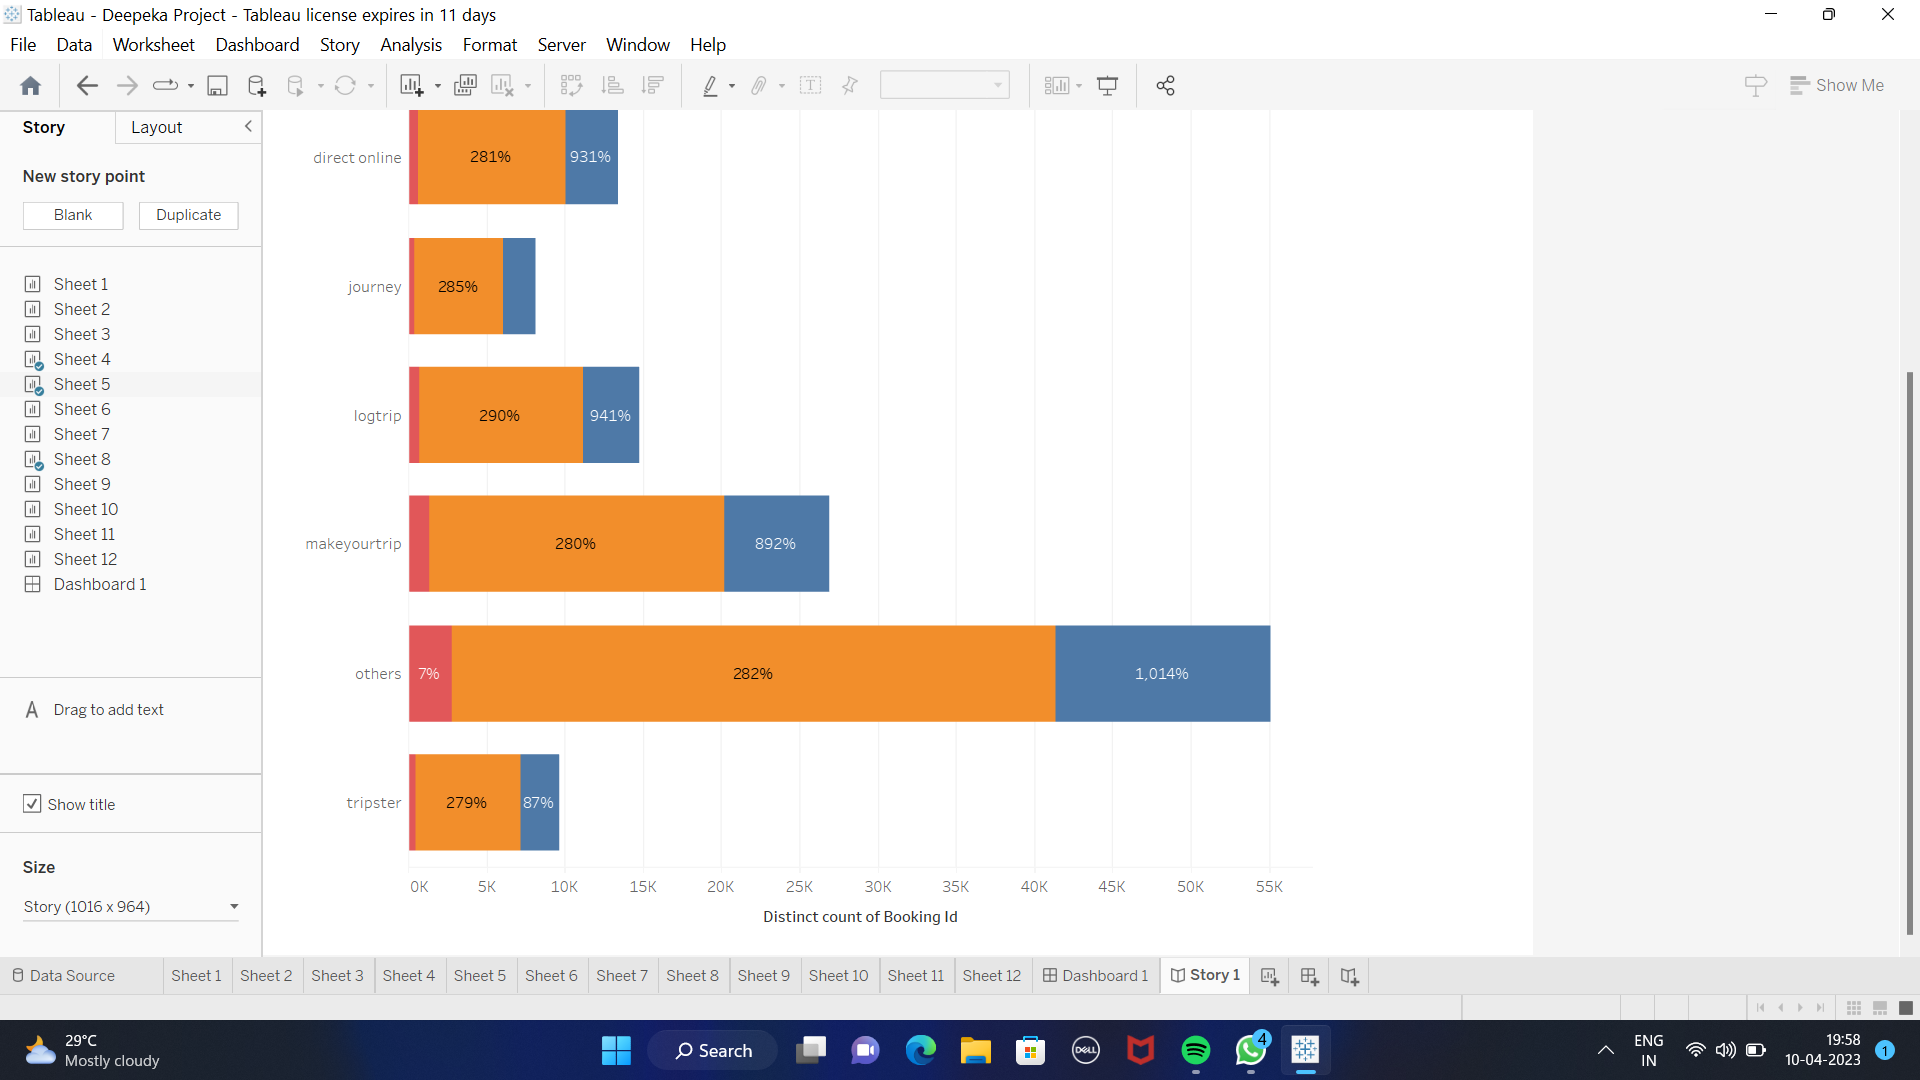 Tableau - Deepeka Project - Tableau license expires in 11 days
File Data Worksheet Dashboard Story Analysis Format Server Window Help
Show Me
Story Layout
New story point
Blank Duplicate
Sheet 1
Sheet 2
Sheet 3
Sheet 4
Sheet 5
Sheet 6
Sheet 7
Sheet 8
Sheet 9
Sheet 10
Sheet 11
Sheet 12
Dashboard 1
A Drag to add text
Show title
Size
Story (1016 x 964)
direct online 281% 931%
journey 285%
logtrip 290% 941%
makeyourtrip 280% 892%
others 7% 282% 1,014%
tripster 279% 87%
0K 5K 10K 15K 20K 25K 30K 35K 40K 45K 50K 55K
Distinct count of Booking Id
Data Source Sheet 1 Sheet 2 Sheet 3 Sheet 4 Sheet 5 Sheet 6 Sheet 7 Sheet 8 Sheet 9 Sheet 10 Sheet 11 Sheet 12 Dashboard 1 Story 1
29°C
Mostly cloudy
Search
DELL
4
ENG
IN
19:58
10-04-2023
1